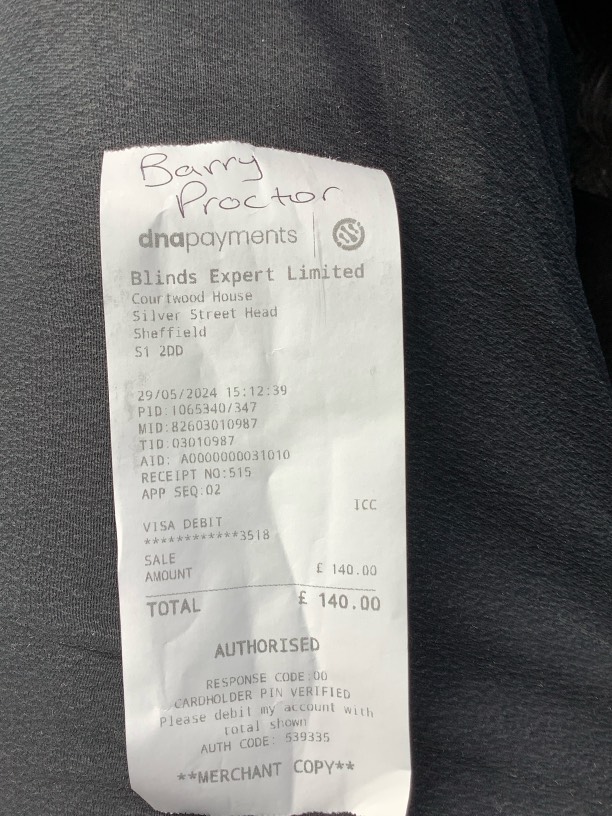 Barry
Proctor
dnapayments
Blinds Expert Limited
Courtwood House
Silver Street Head
Sheffield
S1 2DD
29/05/2024 15:12:39
PID:1065340/347
MID:82603010987
TID:03010987
AID: A0000000031010
RECEIPT NO:515
APP SEQ:02
ICC
VISA DEBIT
************3518
SALE
AMOUNT £ 140.00
TOTAL £ 140.00
AUTHORISED
RESPONSE CODE:00
CARDHOLDER PIN VERIFIED
Please debit my account with
total shown
AUTH CODE: 539335
**MERCHANT COPY**